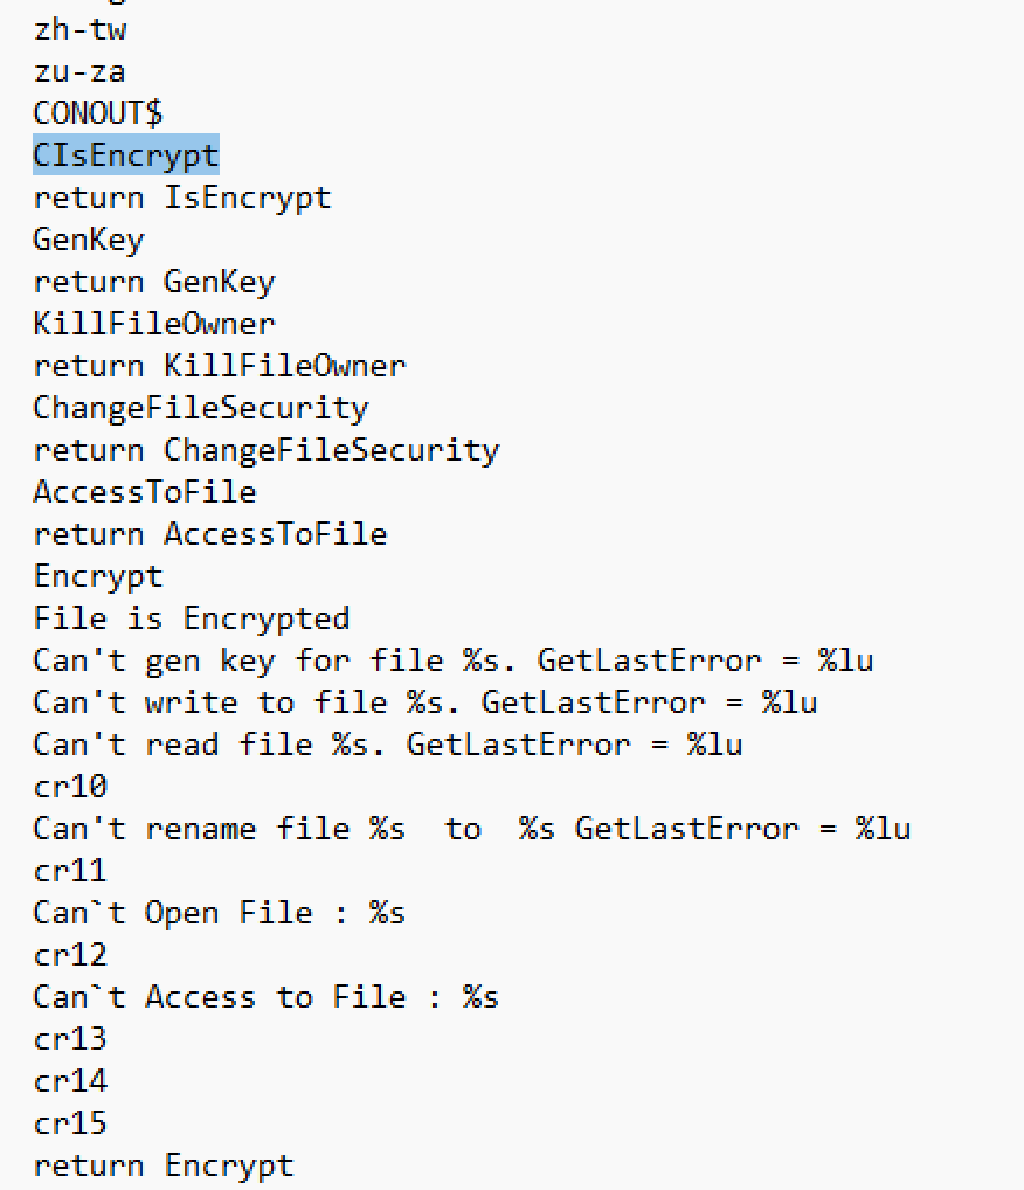 zh-tw
zu-za
CONOUT$
CIsEncrypt
return IsEncrypt
GenKey
return GenKey
KillFileOwner
return KillFileOwner
ChangeFileSecurity
return ChangeFileSecurity
AccessToFile
return AccessToFile
Encrypt
File is Encrypted
Can't gen key for file %s. GetLastError = %lu
Can't write to file %s. GetLastError = %lu
Can't read file %s. GetLastError = %lu
cr10
Can't rename file %s  to  %s GetLastError = %lu
cr11
Can`t Open File : %s
cr12
Can`t Access to File : %s
cr13
cr14
cr15
return Encrypt